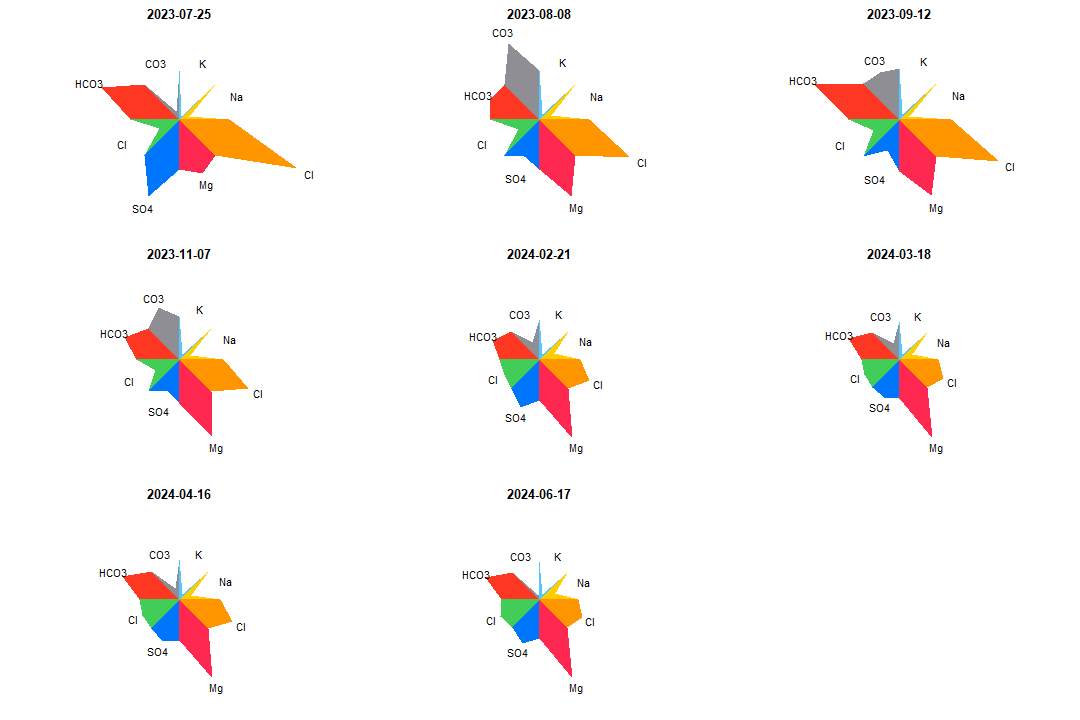 2023-07-25
CO3
K
HCO3
Na
Cl
Cl
Mg
SO4
2023-08-08
CO3
K
HCO3
Na
Cl
SO4
Mg
2023-09-12
CO3
K
HCO3
Na
Cl
Cl
SO4
Mg
2023-11-07
CO3
K
HCO3
Na
Cl
Cl
SO4
Mg
2024-02-21
CO3
K
HCO3
Na
Cl
Cl
SO4
Mg
2024-03-18
CO3
K
HCO3
Na
Cl
Cl
SO4
Mg
2024-04-16
CO3
K
HCO3
Na
Cl
Cl
SO4
Mg
2024-06-17
CO3
K
HCO3
Na
Cl
Cl
SO4
Mg